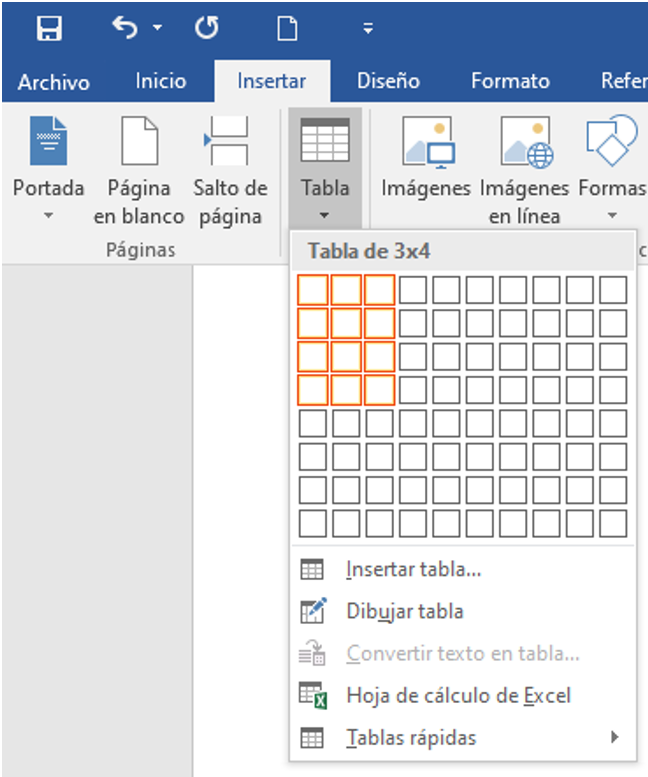 Archivo Inicio Insertar Diseño Formato Refer
Portada Página en blanco Salto de página Tabla Imágenes Imágenes en línea Formas
Páginas
Tabla de 3x4
Insertar tabla...
Dibujar tabla
Convertir texto en tabla...
Hoja de cálculo de Excel
Tablas rápidas